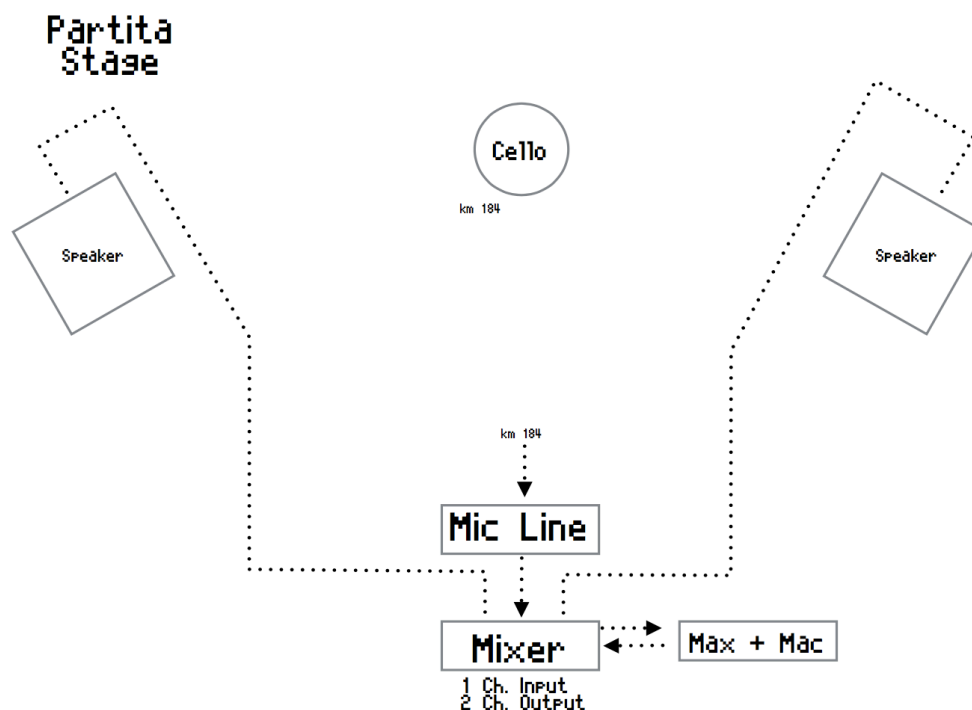 Partita
Stage
Cello
km 184
Speaker
Speaker
km 184
Mic Line
Mixer
Max + Mac
1 Ch. Input
2 Ch. Output